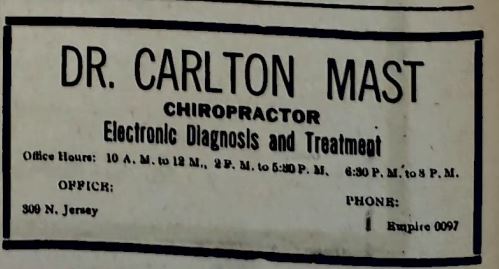 DR. CARLTON MAST
CHIROPRACTOR
Electronic Diagnosis and Treatment
Office Hours: 10 A. M. to 12 M., 2 P. M. to 5:30 P. M. 6:30 P. M. to 8 P. M.
OFFICE:
309 N. Jersey
PHONE:
Empire 0097